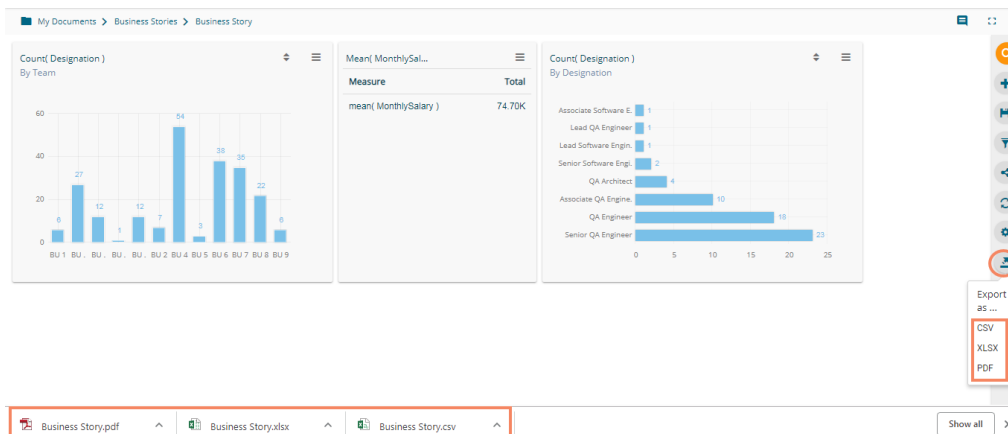 My Documents > Business Stories > Business Story
Count( Designation )
By Team
60
40
20
0
6
27
12
1
12
7
54
3
38
35
22
6
BU 1 BU . BU . BU . BU . BU 2 BU 4 BU 5 BU 6 BU 7 BU 8 BU 9
Mean( MonthlySal...
Measure Total
mean( MonthlySalary ) 74.70K
Count( Designation )
By Designation
Associate Software E. 1
Lead QA Engineer 1
Lead Software Engin. 1
Senior Software Engi. 2
QA Architect 4
Associate QA Engine. 10
QA Engineer 18
Senior QA Engineer 23
0 5 10 15 20 25
Export
as ...
CSV
XLSX
PDF
Business Story.pdf
Business Story.xlsx
Business Story.csv
Show all